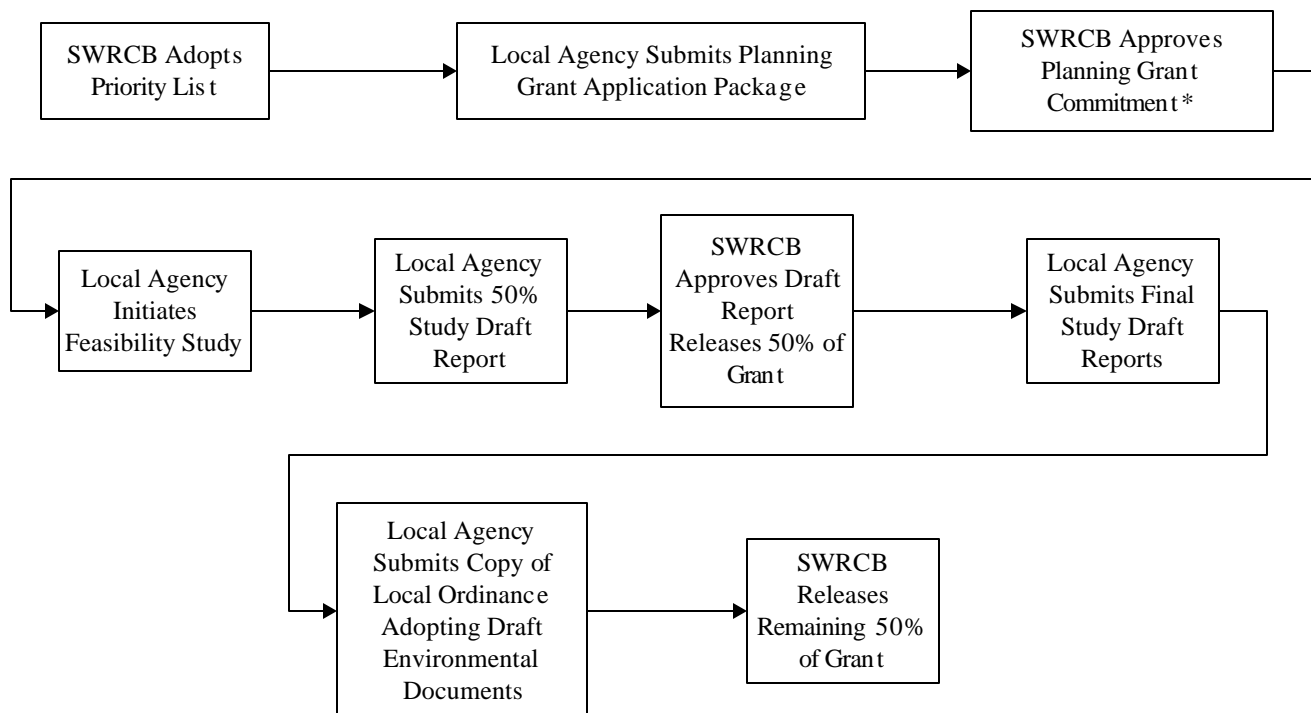 SWRCB Adopts
Priority List
Local Agency Submits Planning
Grant Application Package
SWRCB Approves
Planning Grant
Commitment*
Local Agency
Initiates
Feasibility Study
Local Agency
Submits 50%
Study Draft
Report
SWRCB
Approves Draft
Report
Releases 50% of
Grant
Local Agency
Submits Final
Study Draft
Reports
Local Agency
Submits Copy of
Local Ordinance
Adopting Draft
Environmental
Documents
SWRCB
Releases
Remaining 50%
of Grant